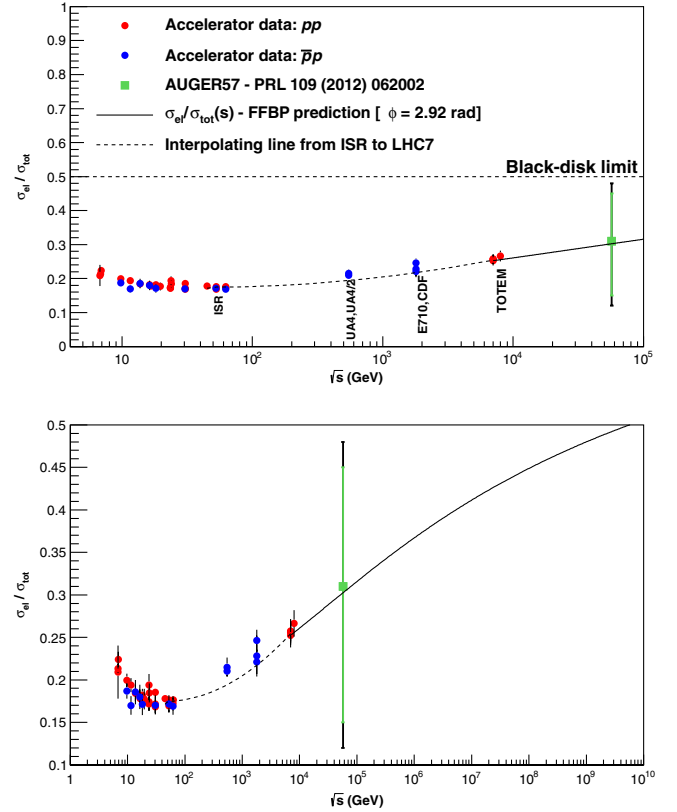 1
0.9
0.8
0.7
0.6
0.5
0.4
0.3
0.2
0.1
0
σel / σtot
Accelerator data: pp
Accelerator data: p̄p
AUGER57 - PRL 109 (2012) 062002
σel/σtot(s) - FFBP prediction [ ϕ = 2.92 rad]
Interpolating line from ISR to LHC7
Black-disk limit
ISR
UA4,UA4/2
E710,CDF
TOTEM
10 10² 10³ 10⁴ 10⁵
√s (GeV)
0.5
0.45
0.4
0.35
0.3
0.25
0.2
0.15
0.1
σel / σtot
1 10 10² 10³ 10⁴ 10⁵ 10⁶ 10⁷ 10⁸ 10⁹ 10¹⁰
√s (GeV)